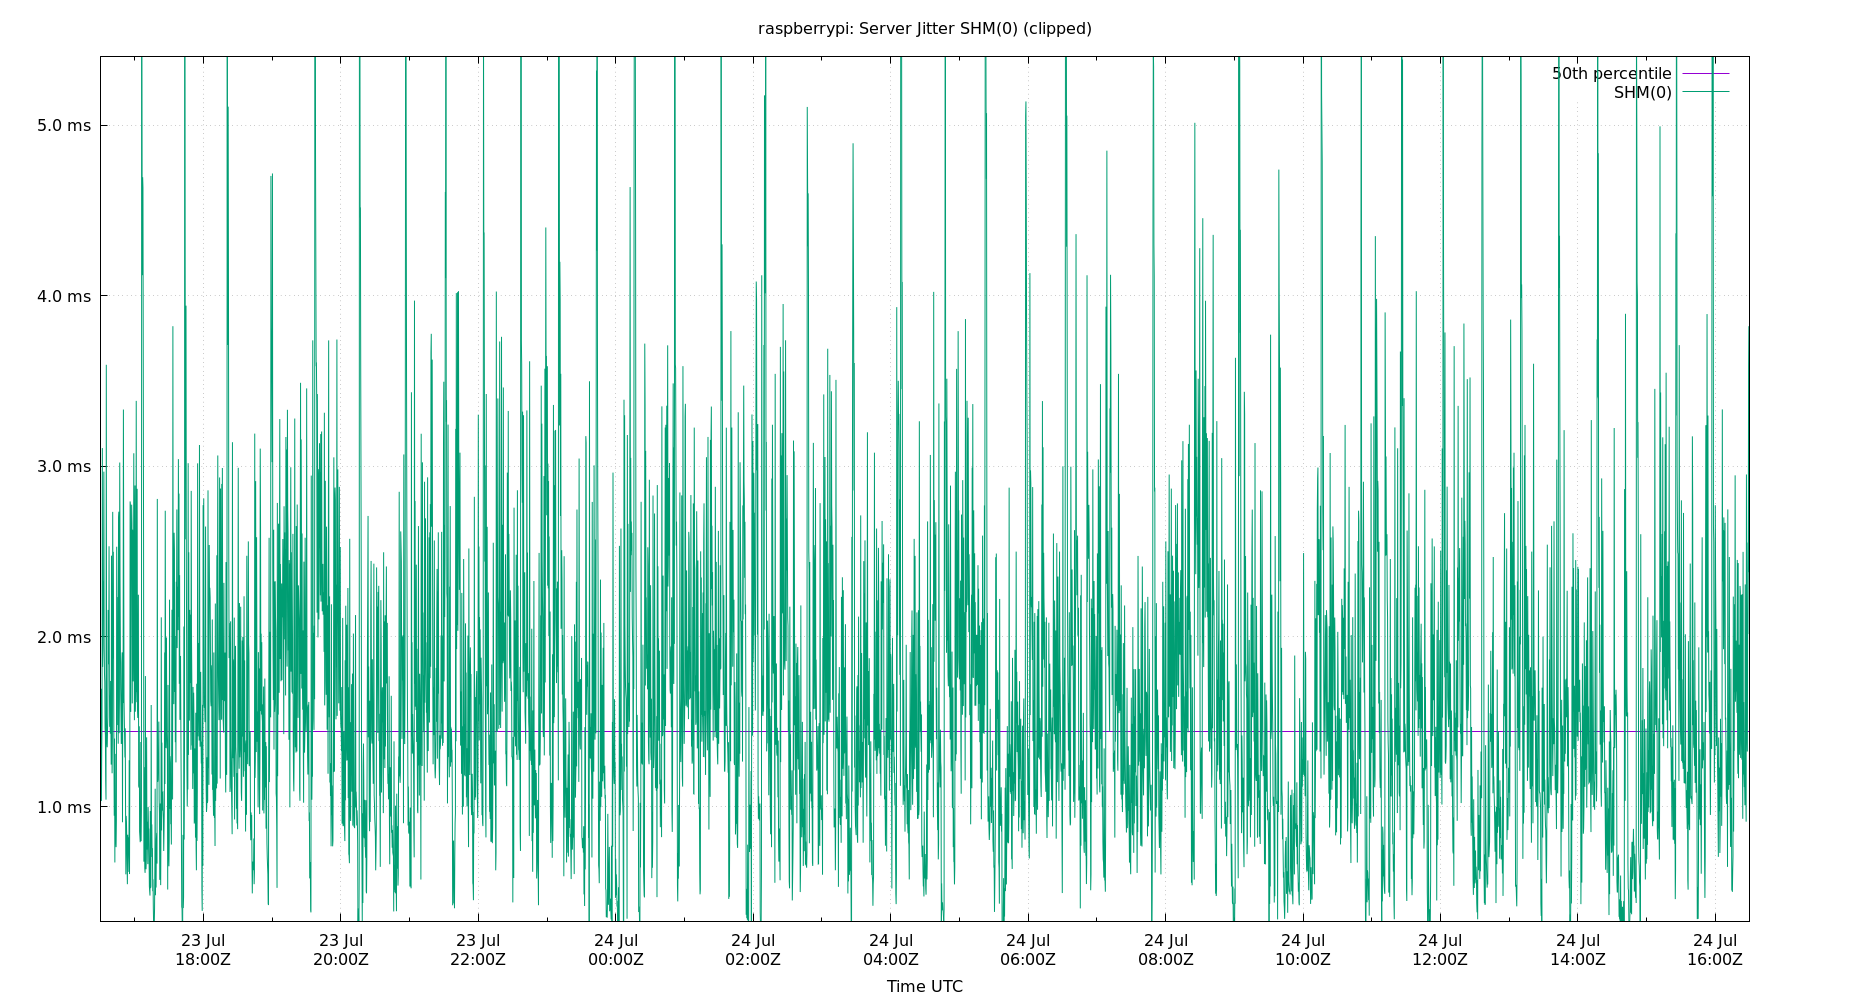 raspberrypi: Server Jitter SHM(0) (clipped)
50th percentile
SHM(0)
5.0 ms
4.0 ms
3.0 ms
2.0 ms
1.0 ms
23 Jul 23 Jul 23 Jul 24 Jul 24 Jul 24 Jul 24 Jul 24 Jul 24 Jul 24 Jul 24 Jul 24 Jul
18:00Z 20:00Z 22:00Z 00:00Z 02:00Z 04:00Z 06:00Z 08:00Z 10:00Z 12:00Z 14:00Z 16:00Z
Time UTC